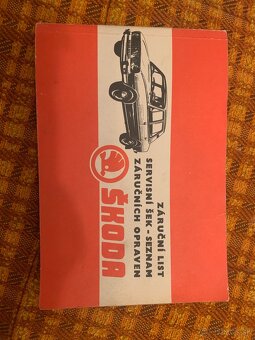 ZÁRUČNÍ LIST
SERVISNÍ ŠEK - SEZNAM
ZÁRUČNÍCH OPRAVEN
ŠKODA